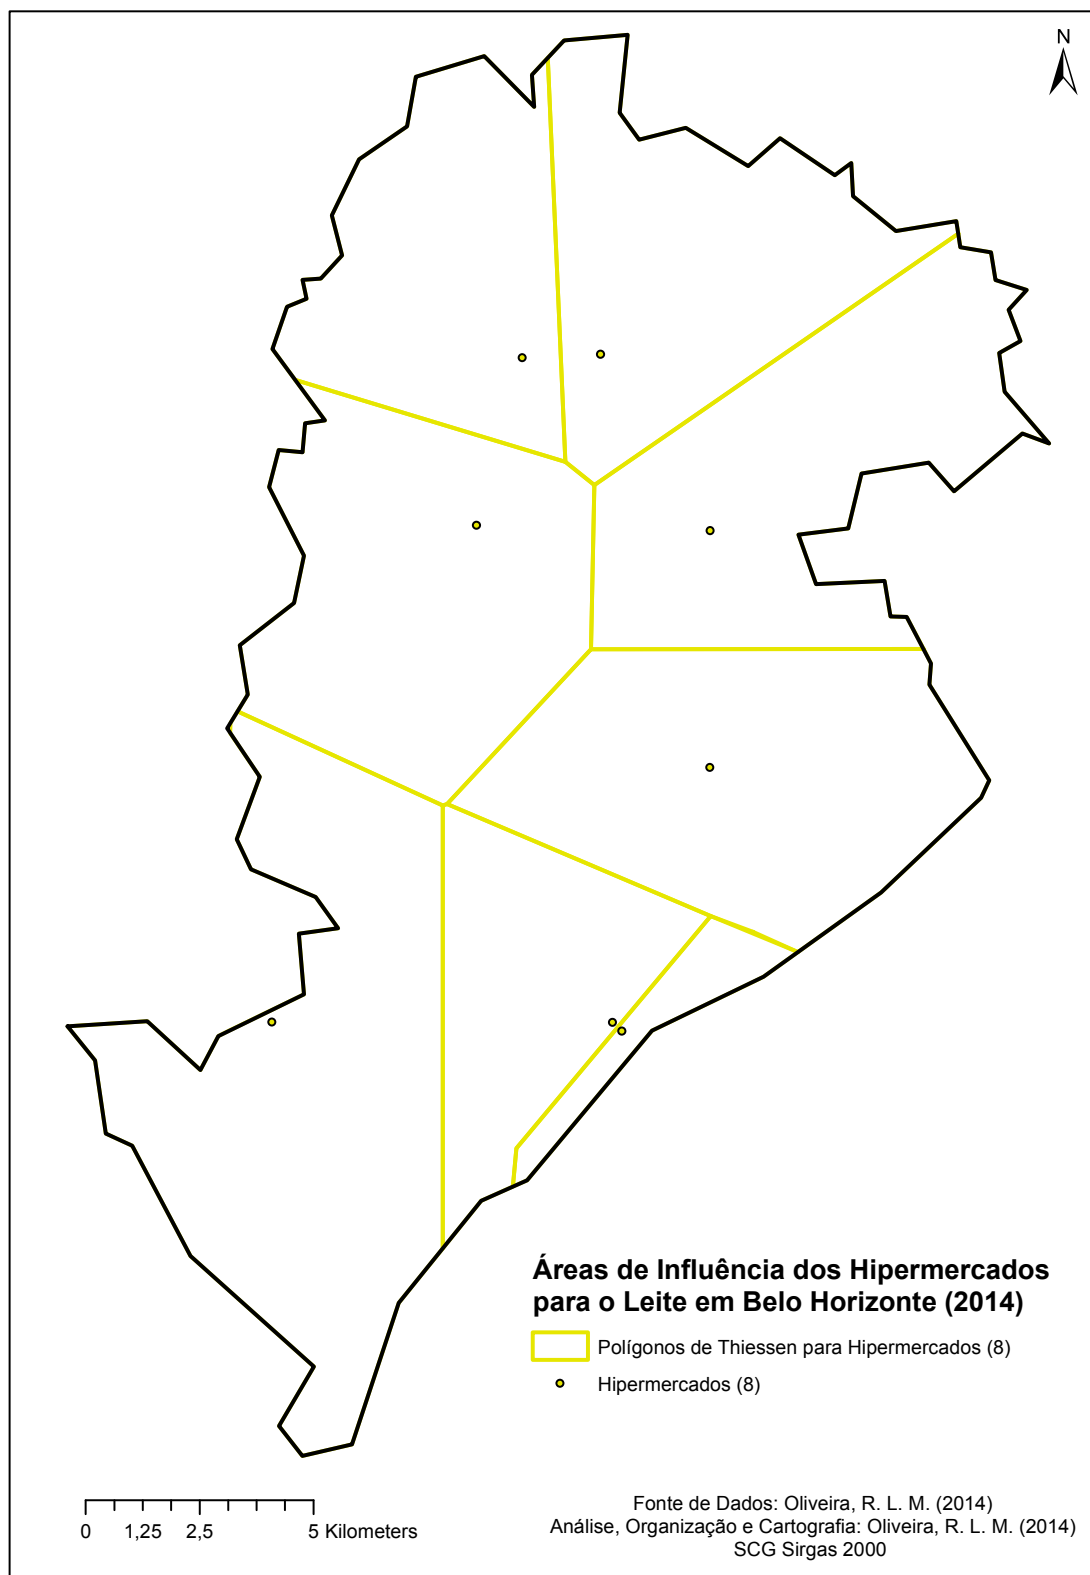 N
Áreas de Influência dos Hipermercados
para o Leite em Belo Horizonte (2014)
Polígonos de Thiessen para Hipermercados (8)
Hipermercados (8)
0 1,25 2,5 5 Kilometers
Fonte de Dados: Oliveira, R. L. M. (2014)
Análise, Organização e Cartografia: Oliveira, R. L. M. (2014)
SCG Sirgas 2000